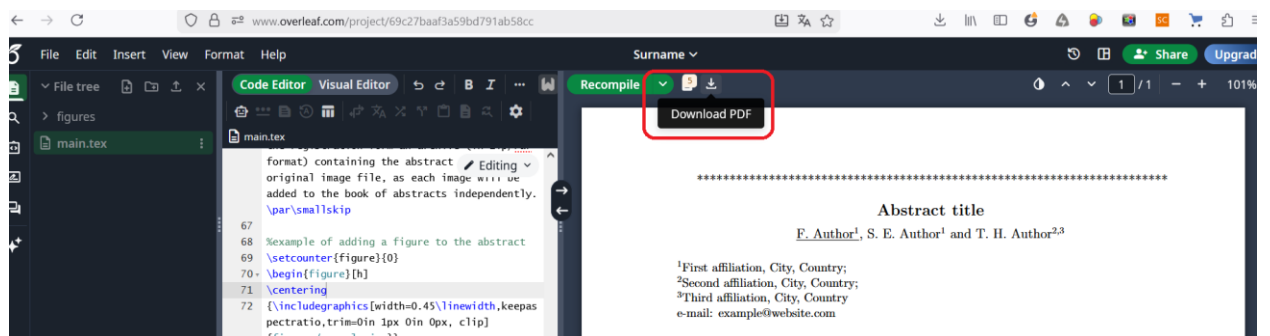 www.overleaf.com/project/69c27baaf3a59bd791ab58cc
SC
File Edit Insert View Format Help
Surname
Share
Upgrad
File tree
figures
main.tex
Code Editor Visual Editor
B I ...
Recompile
5
Download PDF
1 /1 − + 101%
main.tex
Editing
format) containing the abstract
original image file, as each image will be
added to the book of abstracts independently.
\par\smallskip
67
68 %example of adding a figure to the abstract
69 \setcounter{figure}{0}
70 \begin{figure}[h]
71 \centering
72 {\includegraphics[width=0.45\linewidth,keepas
pectratio,trim=0in 1px 0in 0px, clip]
**********************************************************************
Abstract title
F. Author¹, S. E. Author¹ and T. H. Author²,³
¹First affiliation, City, Country;
²Second affiliation, City, Country;
³Third affiliation, City, Country
e-mail: example@website.com